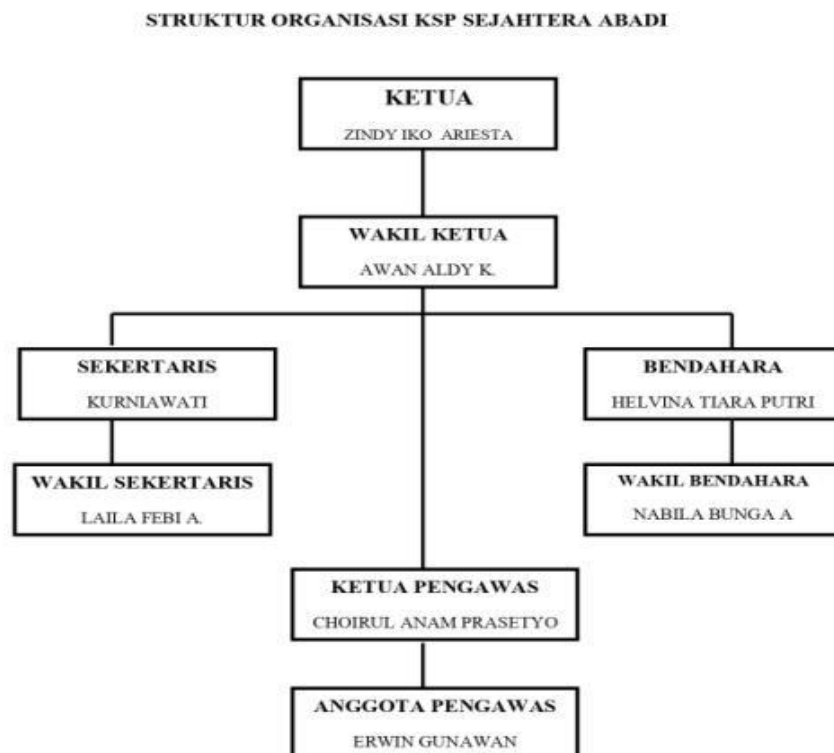 STRUKTUR ORGANISASI KSP SEJAHTERA ABADI
KETUA
ZINDY IKO ARIESTA
WAKIL KETUA
AWAN ALDY K.
SEKERTARIS
KURNIAWATI
BENDAHARA
HELVINA TIARA PUTRI
WAKIL SEKERTARIS
LAILA FEBI A.
WAKIL BENDAHARA
NABILA BUNGA A
KETUA PENGAWAS
CHOIRUL ANAM PRASETYO
ANGGOTA PENGAWAS
ERWIN GUNAWAN